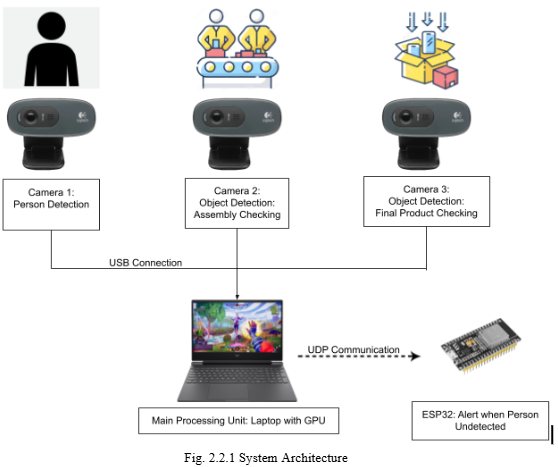 Camera 1:
Person Detection
Camera 2:
Object Detection:
Assembly Checking
Camera 3:
Object Detection:
Final Product Checking
USB Connection
UDP Communication
Main Processing Unit: Laptop with GPU
ESP32: Alert when Person
Undetected
Fig. 2.2.1 System Architecture